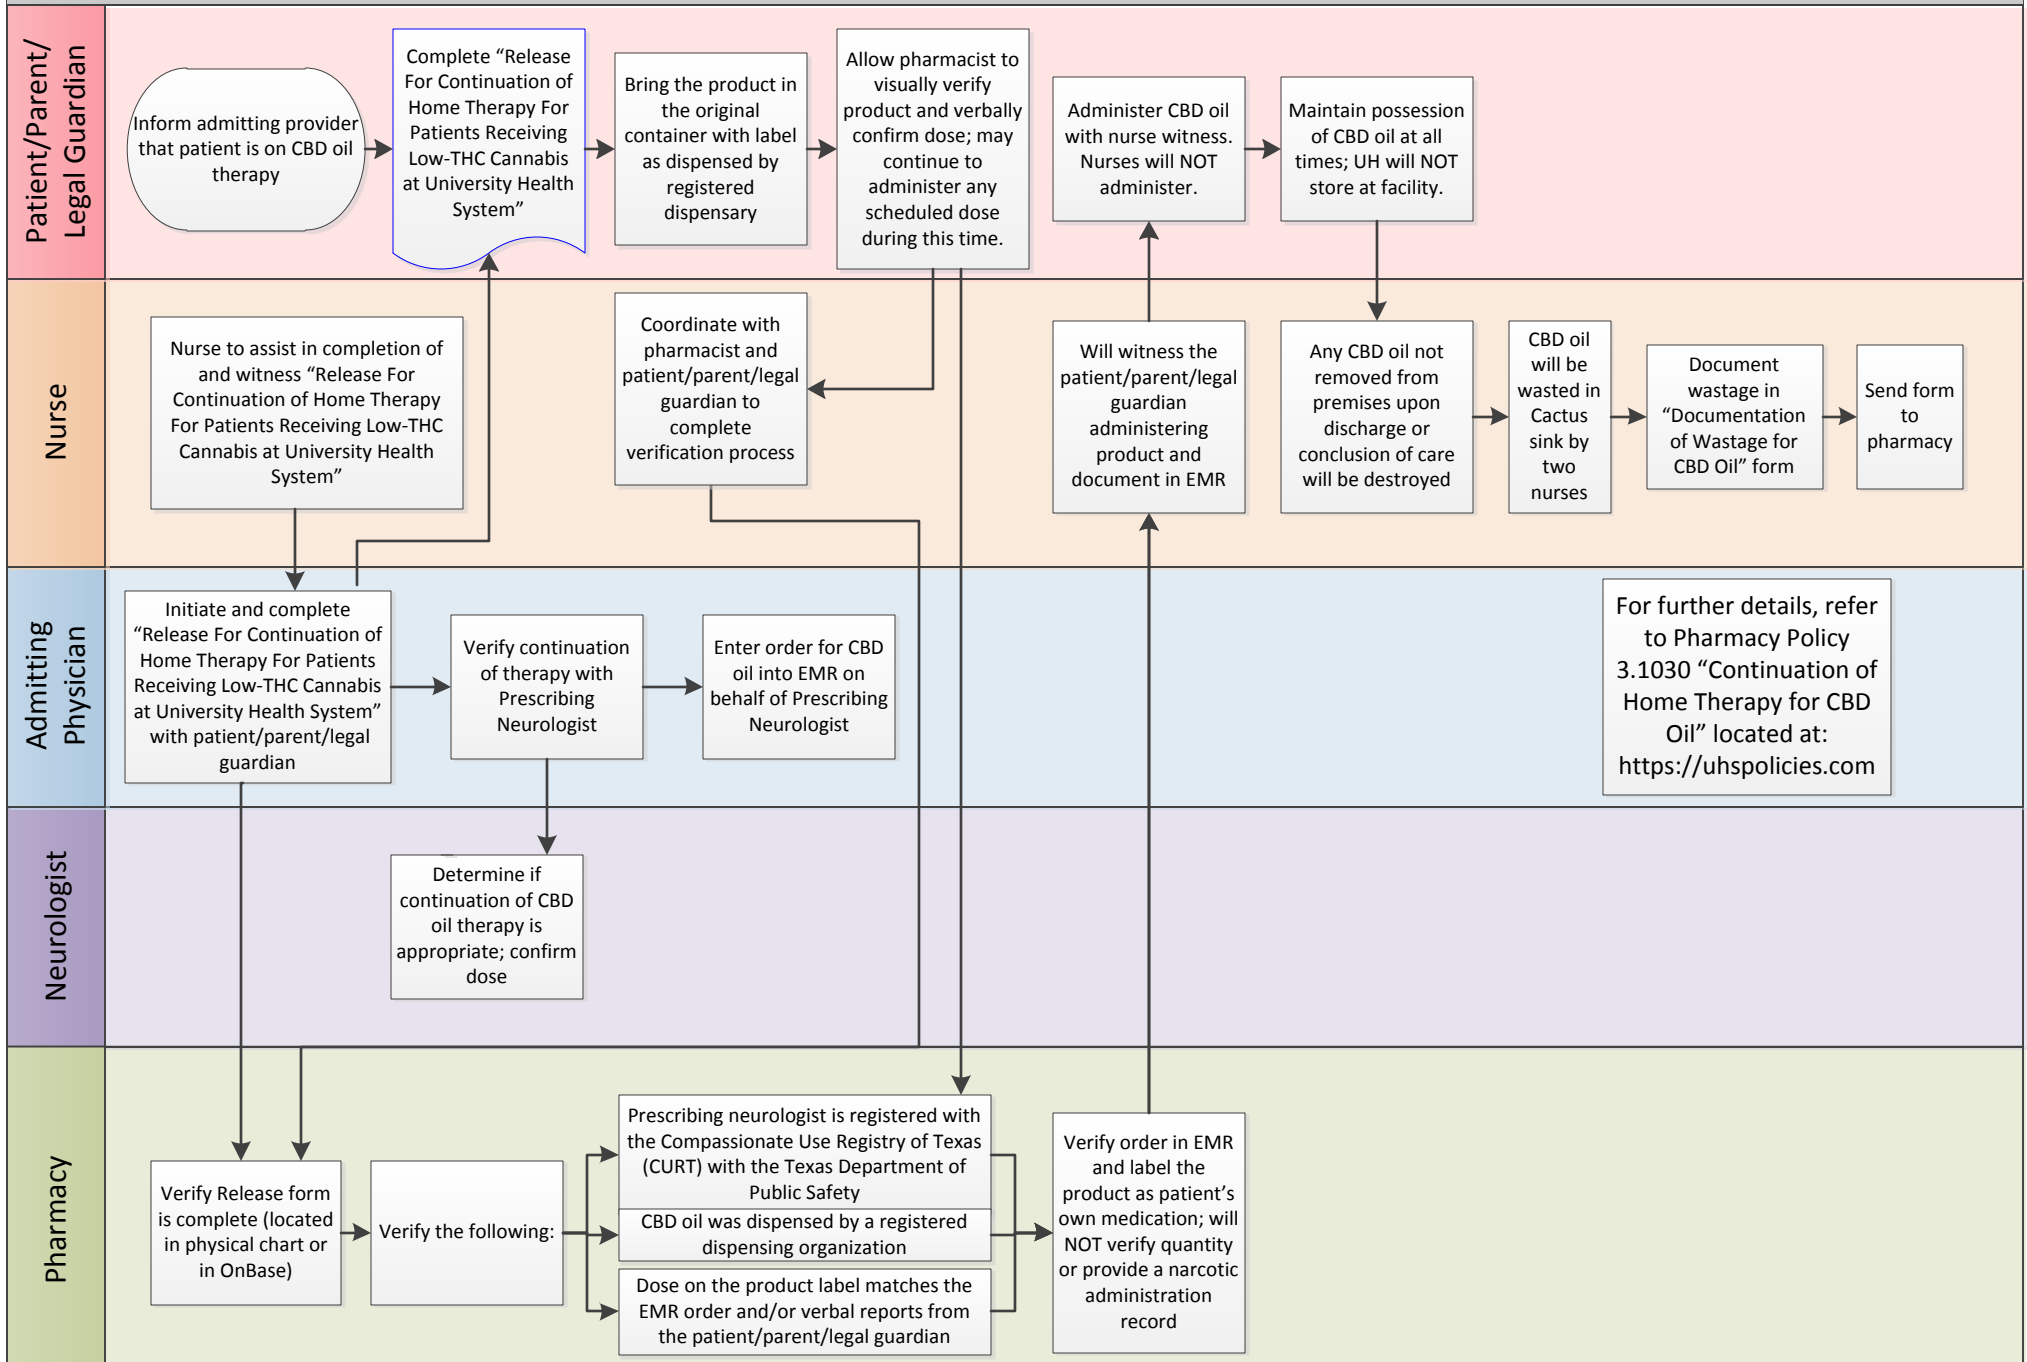 Patient/Parent/
Legal Guardian
Inform admitting provider
that patient is on CBD oil
therapy
Complete “Release
For Continuation of
Home Therapy For
Patients Receiving
Low-THC Cannabis
at University Health
System”
Bring the product in
the original
container with label
as dispensed by
registered
dispensary
Allow pharmacist to
visually verify
product and verbally
confirm dose; may
continue to
administer any
scheduled dose
during this time.
Administer CBD oil
with nurse witness.
Nurses will NOT
administer.
Maintain possession
of CBD oil at all
times; UH will NOT
store at facility.
Nurse
Nurse to assist in completion of
and witness “Release For
Continuation of Home Therapy
For Patients Receiving Low-THC
Cannabis at University Health
System”
Coordinate with
pharmacist and
patient/parent/legal
guardian to
complete
verification process
Will witness the
patient/parent/legal
guardian
administering
product and
document in EMR
Any CBD oil not
removed from
premises upon
discharge or
conclusion of care
will be destroyed
CBD oil
will be
wasted in
Cactus
sink by
two
nurses
Document
wastage in
“Documentation
of Wastage for
CBD Oil” form
Send form
to
pharmacy
Admitting
Physician
Initiate and complete
“Release For Continuation of
Home Therapy For Patients
Receiving Low-THC Cannabis
at University Health System”
with patient/parent/legal
guardian
Verify continuation
of therapy with
Prescribing
Neurologist
Enter order for CBD
oil into EMR on
behalf of Prescribing
Neurologist
For further details, refer
to Pharmacy Policy
3.1030 “Continuation of
Home Therapy for CBD
Oil” located at:
https://uhspolicies.com
Neurologist
Determine if
continuation of CBD
oil therapy is
appropriate; confirm
dose
Pharmacy
Verify Release form
is complete (located
in physical chart or
in OnBase)
Verify the following:
Prescribing neurologist is registered with
the Compassionate Use Registry of Texas
(CURT) with the Texas Department of
Public Safety
CBD oil was dispensed by a registered
dispensing organization
Dose on the product label matches the
EMR order and/or verbal reports from
the patient/parent/legal guardian
Verify order in EMR
and label the
product as patient’s
own medication; will
NOT verify quantity
or provide a narcotic
administration
record